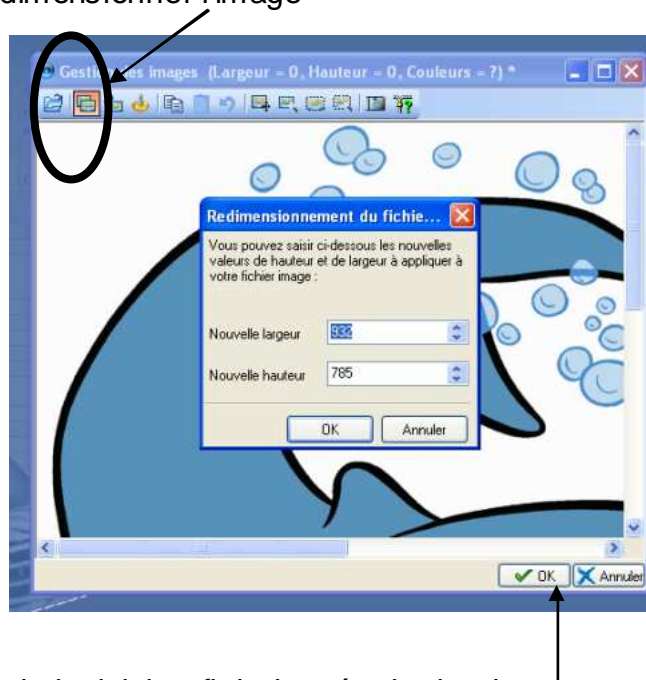 dimensionner l'image
Gestion des images (Largeur = 0, Hauteur = 0, Couleurs = ?) *
Redimensionnement du fichie...
Vous pouvez saisir ci-dessous les nouvelles
valeurs de hauteur et de largeur à appliquer à
votre fichier image :
Nouvelle largeur 932
Nouvelle hauteur 785
OK Annuler
OK Annuler